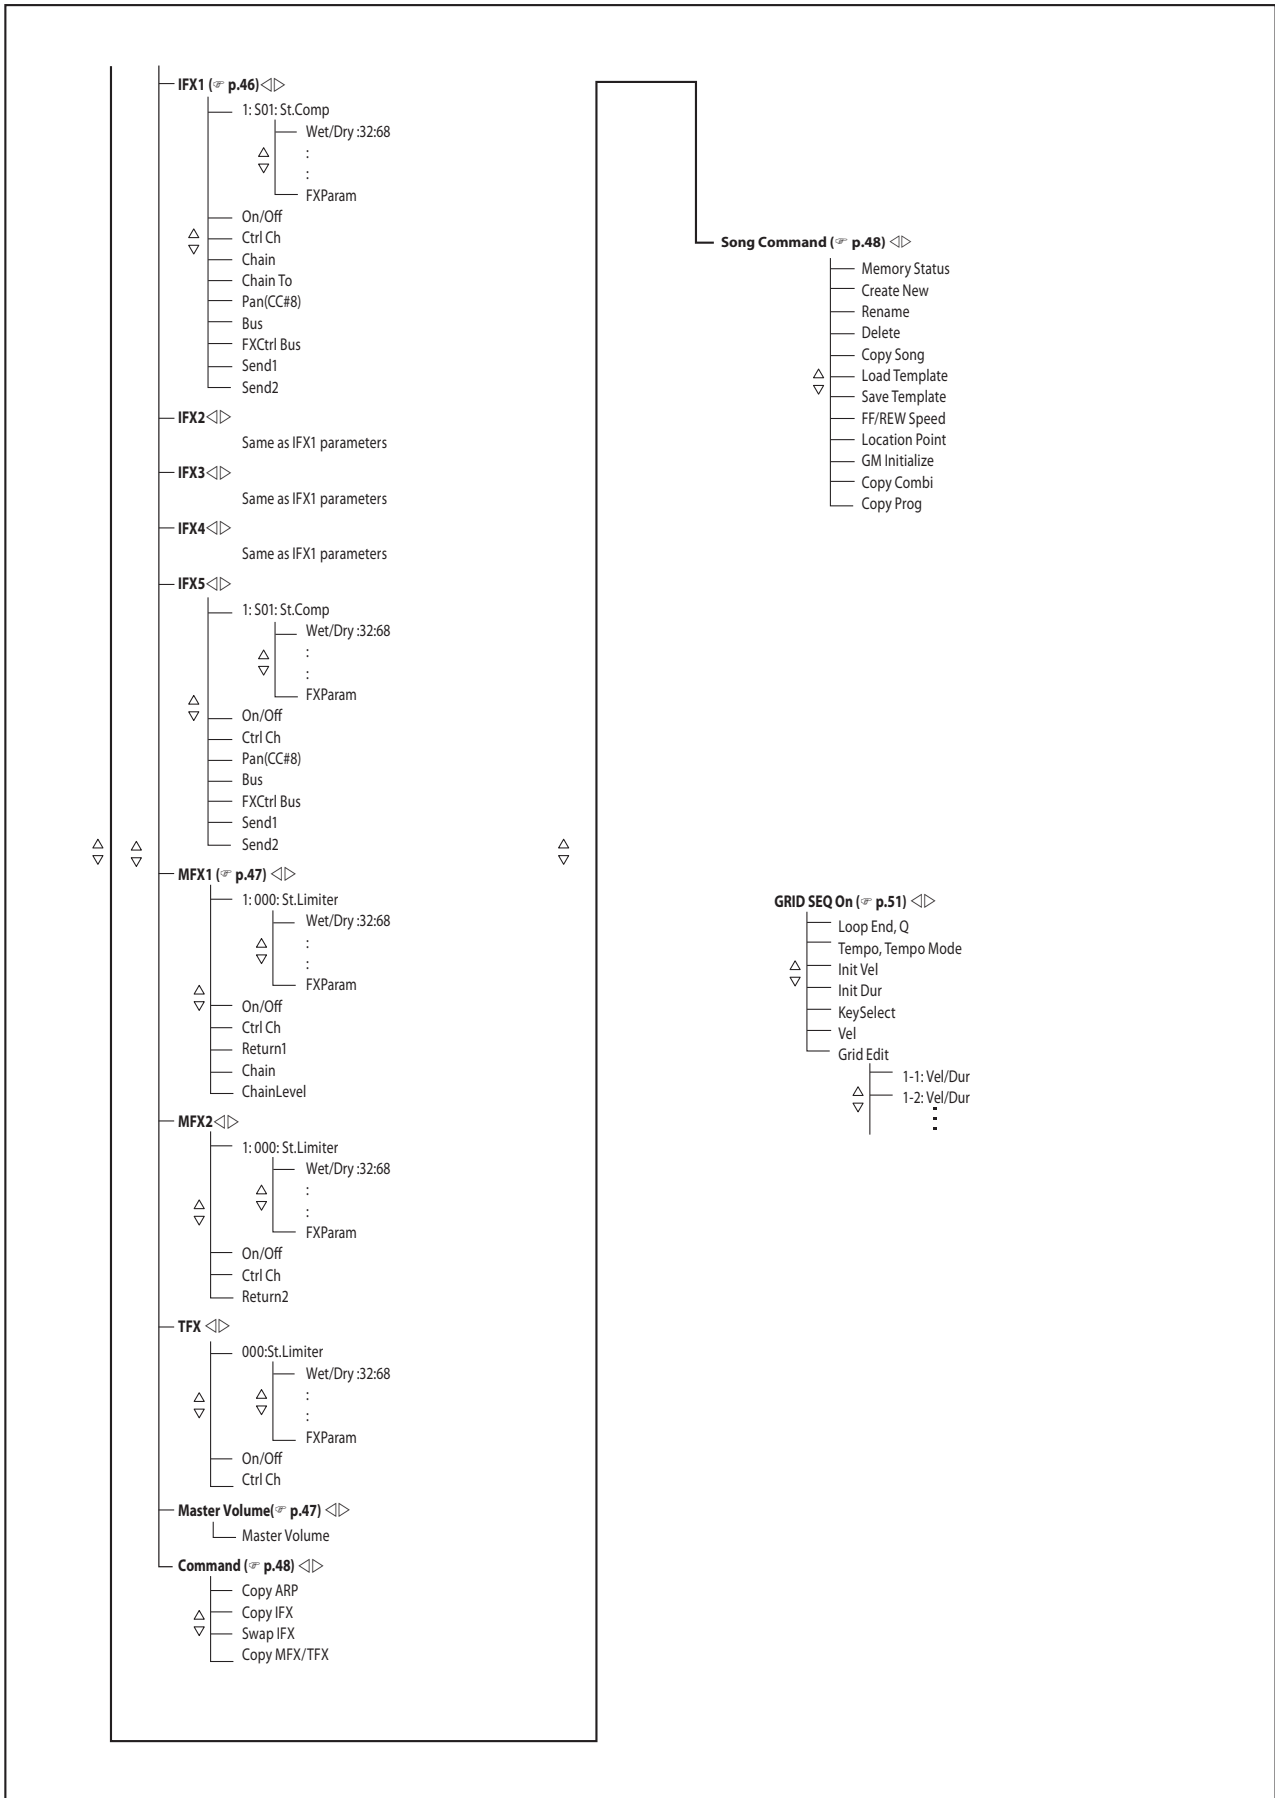 IFX1 (☞ p.46)◁▷
1: S01: St.Comp
Wet/Dry :32:68
:
:
FXParam
On/Off
Ctrl Ch
Chain
Chain To
Pan(CC#8)
Bus
FXCtrl Bus
Send1
Send2
IFX2◁▷
Same as IFX1 parameters
IFX3◁▷
Same as IFX1 parameters
IFX4◁▷
Same as IFX1 parameters
IFX5◁▷
1: S01: St.Comp
Wet/Dry :32:68
:
:
FXParam
On/Off
Ctrl Ch
Pan(CC#8)
Bus
FXCtrl Bus
Send1
Send2
MFX1 (☞ p.47) ◁▷
1: 000: St.Limiter
Wet/Dry :32:68
:
:
FXParam
On/Off
Ctrl Ch
Return1
Chain
ChainLevel
MFX2◁▷
1: 000: St.Limiter
Wet/Dry :32:68
:
:
FXParam
On/Off
Ctrl Ch
Return2
TFX ◁▷
000:St.Limiter
Wet/Dry :32:68
:
:
FXParam
On/Off
Ctrl Ch
Master Volume(☞ p.47) ◁▷
Master Volume
Command (☞ p.48) ◁▷
Copy ARP
Copy IFX
Swap IFX
Copy MFX/TFX
Song Command (☞ p.48) ◁▷
Memory Status
Create New
Rename
Delete
Copy Song
Load Template
Save Template
FF/REW Speed
Location Point
GM Initialize
Copy Combi
Copy Prog
GRID SEQ On (☞ p.51) ◁▷
Loop End, Q
Tempo, Tempo Mode
Init Vel
Init Dur
KeySelect
Vel
Grid Edit
1-1: Vel/Dur
1-2: Vel/Dur